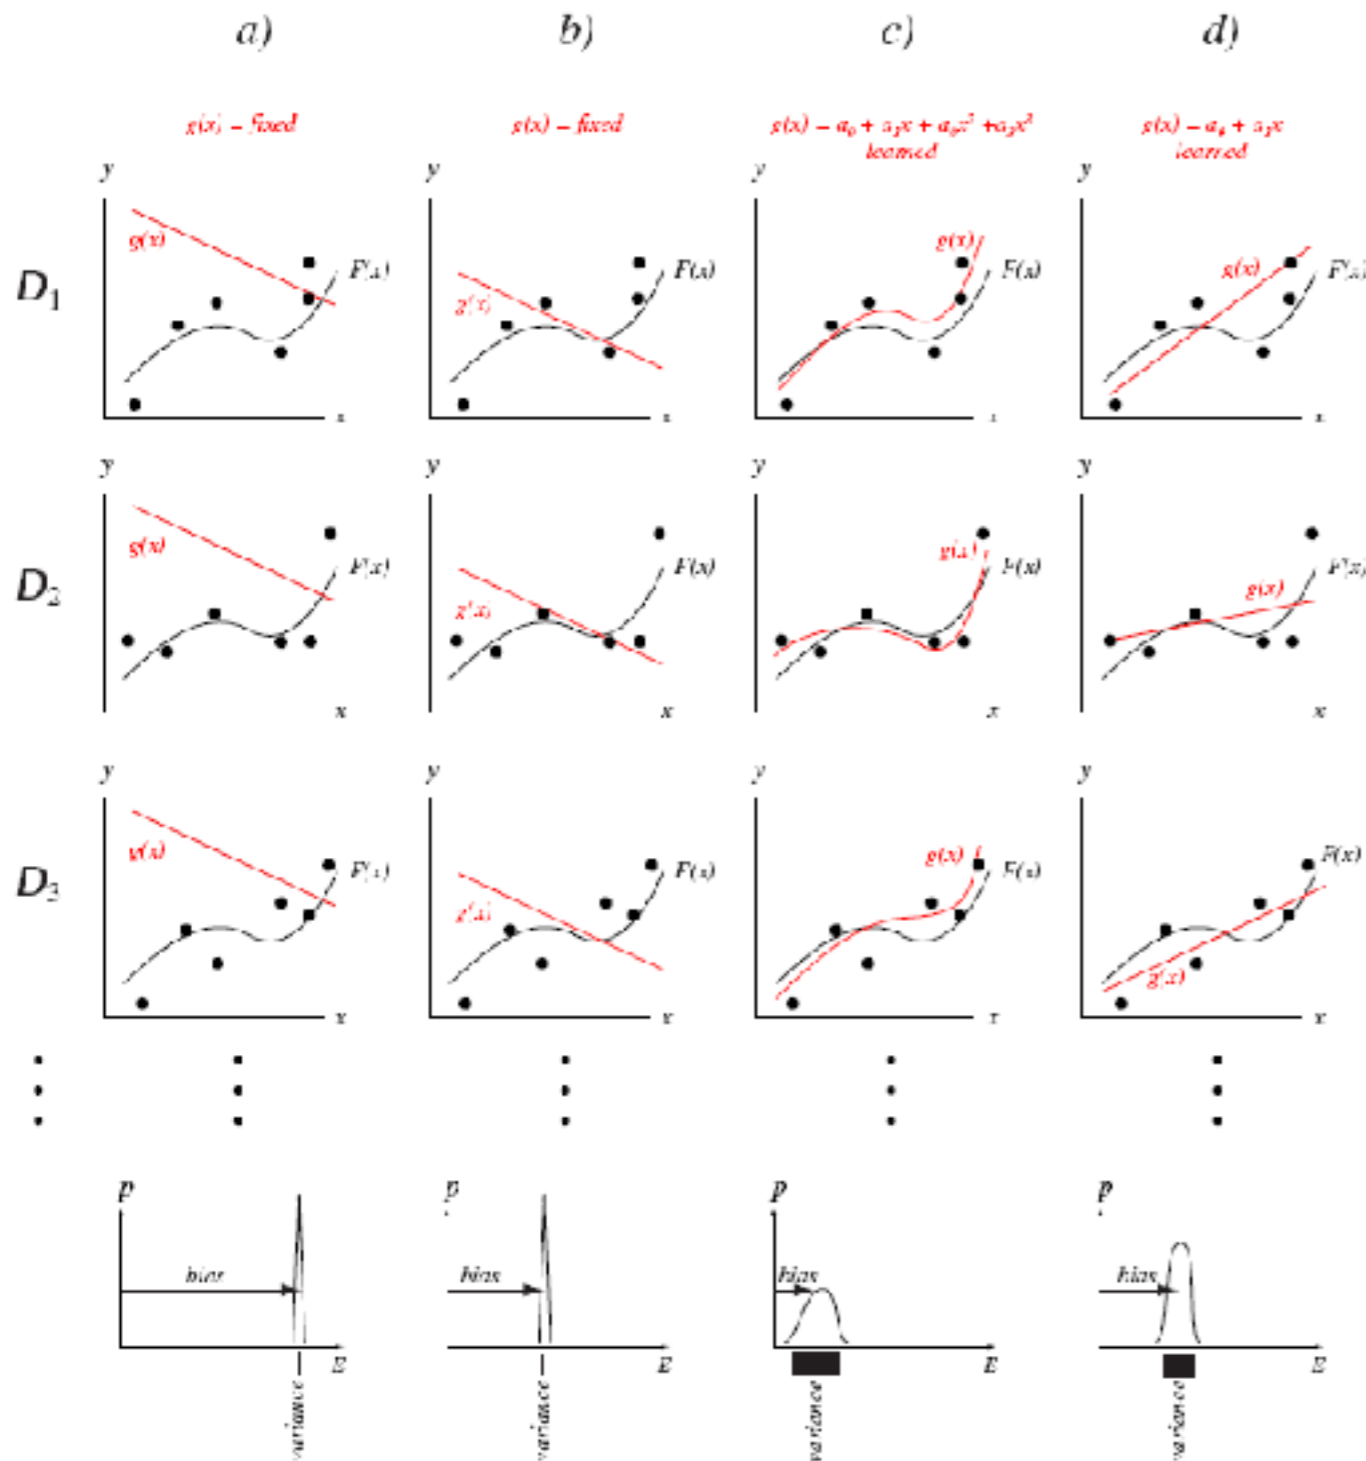 a) b) c) d)
g(x) = fixed g(x) = fixed g(x) = a₀ + a₁x + a₂x² + a₃x³ g(x) = a₀ + a₁x
learned learned
y y y y
D₁ g(x) F(x) g(x) F(x) g(x) F(x) g(x) F(x)
x x x x
y y y y
D₂ g(x) F(x) g(x) F(x) g(x) F(x) g(x) F(x)
x x x x
y y y y
D₃ g(x) F(x) g(x) F(x) g(x) F(x) g(x) F(x)
x x x x
p p p p
bias bias bias bias
E E E E
variance variance variance variance